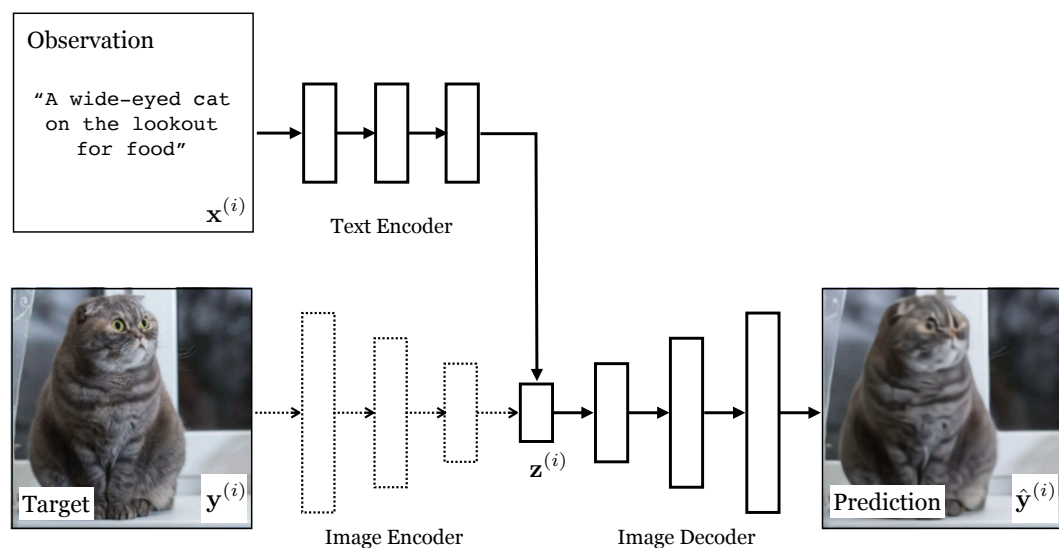 Observation
“A wide-eyed cat
on the lookout
for food”
x^{(i)}
Text Encoder
Target
y^{(i)}
Image Encoder
z^{(i)}
Image Decoder
Prediction
ŷ^{(i)}